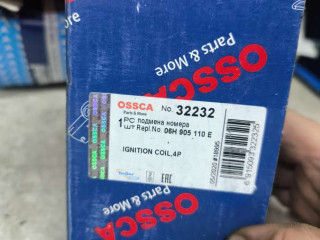 Parts & More
OSSCA
OSSCA No. 32232
Parts & More
1 PC подмена номера
ШТ Repl.No. 06H 905 110 E
IGNITION COIL,4P
EAC
OSSCA
Parts & More
OSSCA